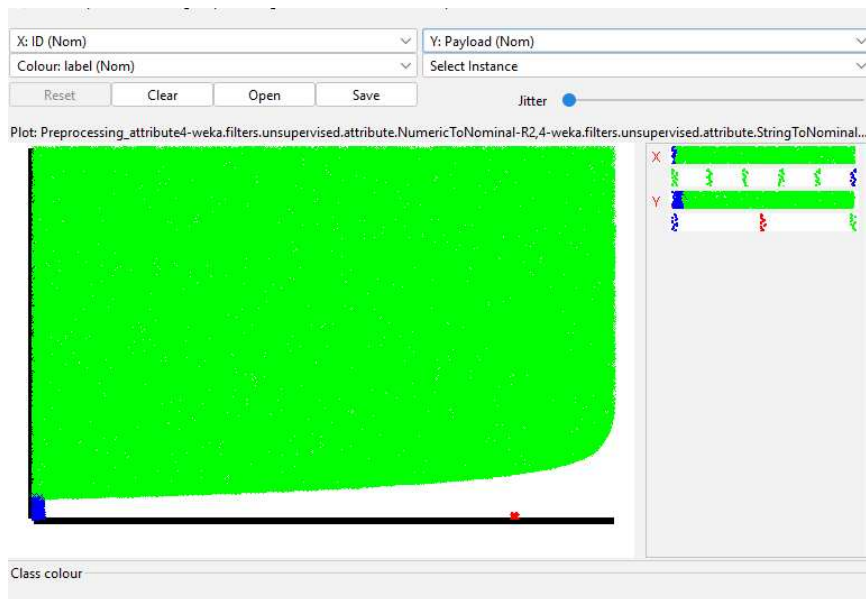 X: ID (Nom)
Y: Payload (Nom)
Colour: label (Nom)
Select Instance
Reset
Clear
Open
Save
Jitter
Plot: Preprocessing_attribute4-weka.filters.unsupervised.attribute.NumericToNominal-R2,4-weka.filters.unsupervised.attribute.StringToNominal...
X
Y
Class colour